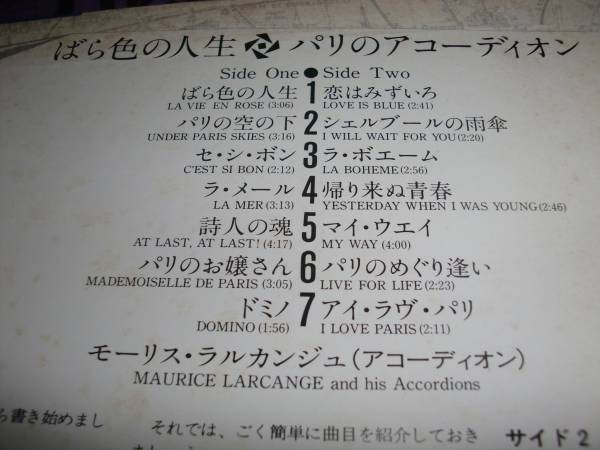 ばら色の人生 パリのアコーディオン
Side One ● Side Two
ばら色の人生 1 恋はみずいろ
LA VIE EN ROSE (3:06) LOVE IS BLUE (2:41)
パリの空の下 2 シェルブールの雨傘
UNDER PARIS SKIES (3:16) I WILL WAIT FOR YOU (2:20)
セ・シ・ボン 3 ラ・ボエーム
C'EST SI BON (2:12) LA BOHEME (2:56)
ラ・メール 4 帰り来ぬ青春
LA MER (3:13) YESTERDAY WHEN I WAS YOUNG (2:46)
詩人の魂 5 マイ・ウエイ
AT LAST, AT LAST! (4:17) MY WAY (4:00)
パリのお嬢さん 6 パリのめぐり逢い
MADEMOISELLE DE PARIS (3:05) LIVE FOR LIFE (2:23)
ドミノ 7 アイ・ラヴ・パリ
DOMINO (1:56) I LOVE PARIS (2:11)
モーリス・ラルカンジュ(アコーディオン)
MAURICE LARCANGE and his Accordions
ら書き始めまし
それでは、ごく簡単に曲目を紹介しておき
サイド2